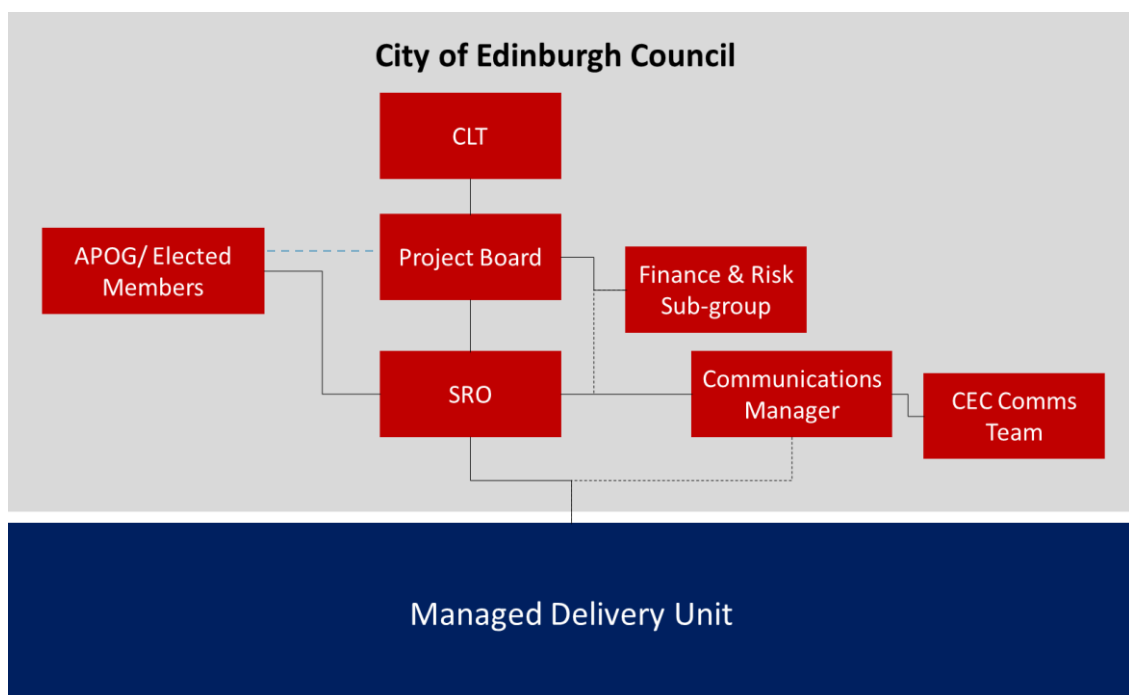 City of Edinburgh Council
CLT
APOG/ Elected
Members
Project Board
Finance & Risk
Sub-group
SRO
Communications
Manager
CEC Comms
Team
Managed Delivery Unit